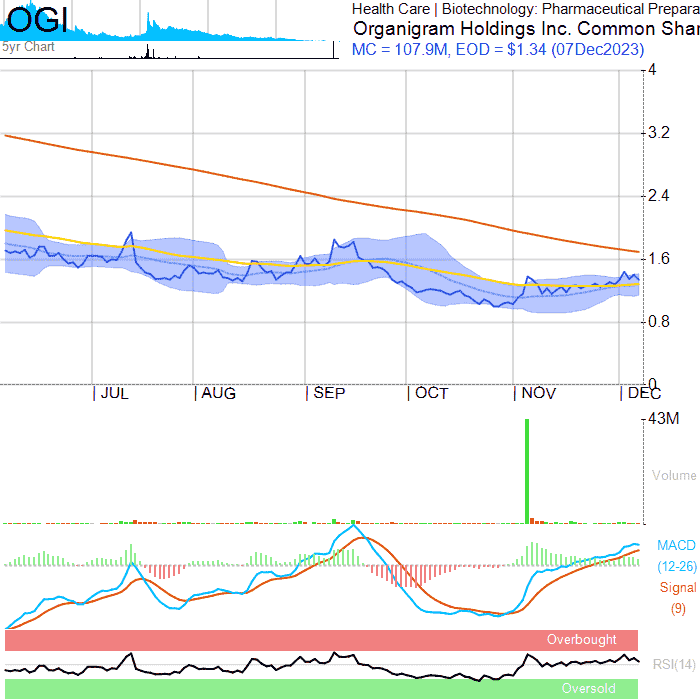 OGI
5yr Chart
Health Care | Biotechnology: Pharmaceutical Prepara
Organigram Holdings Inc. Common Shar
MC = 107.9M, EOD = $1.34 (07Dec2023)
4
3.2
2.4
1.6
0.8
0
JUL AUG SEP OCT NOV DEC
43M
Volume
MACD
(12-26)
Signal
(9)
Overbought
RSI(14)
Oversold